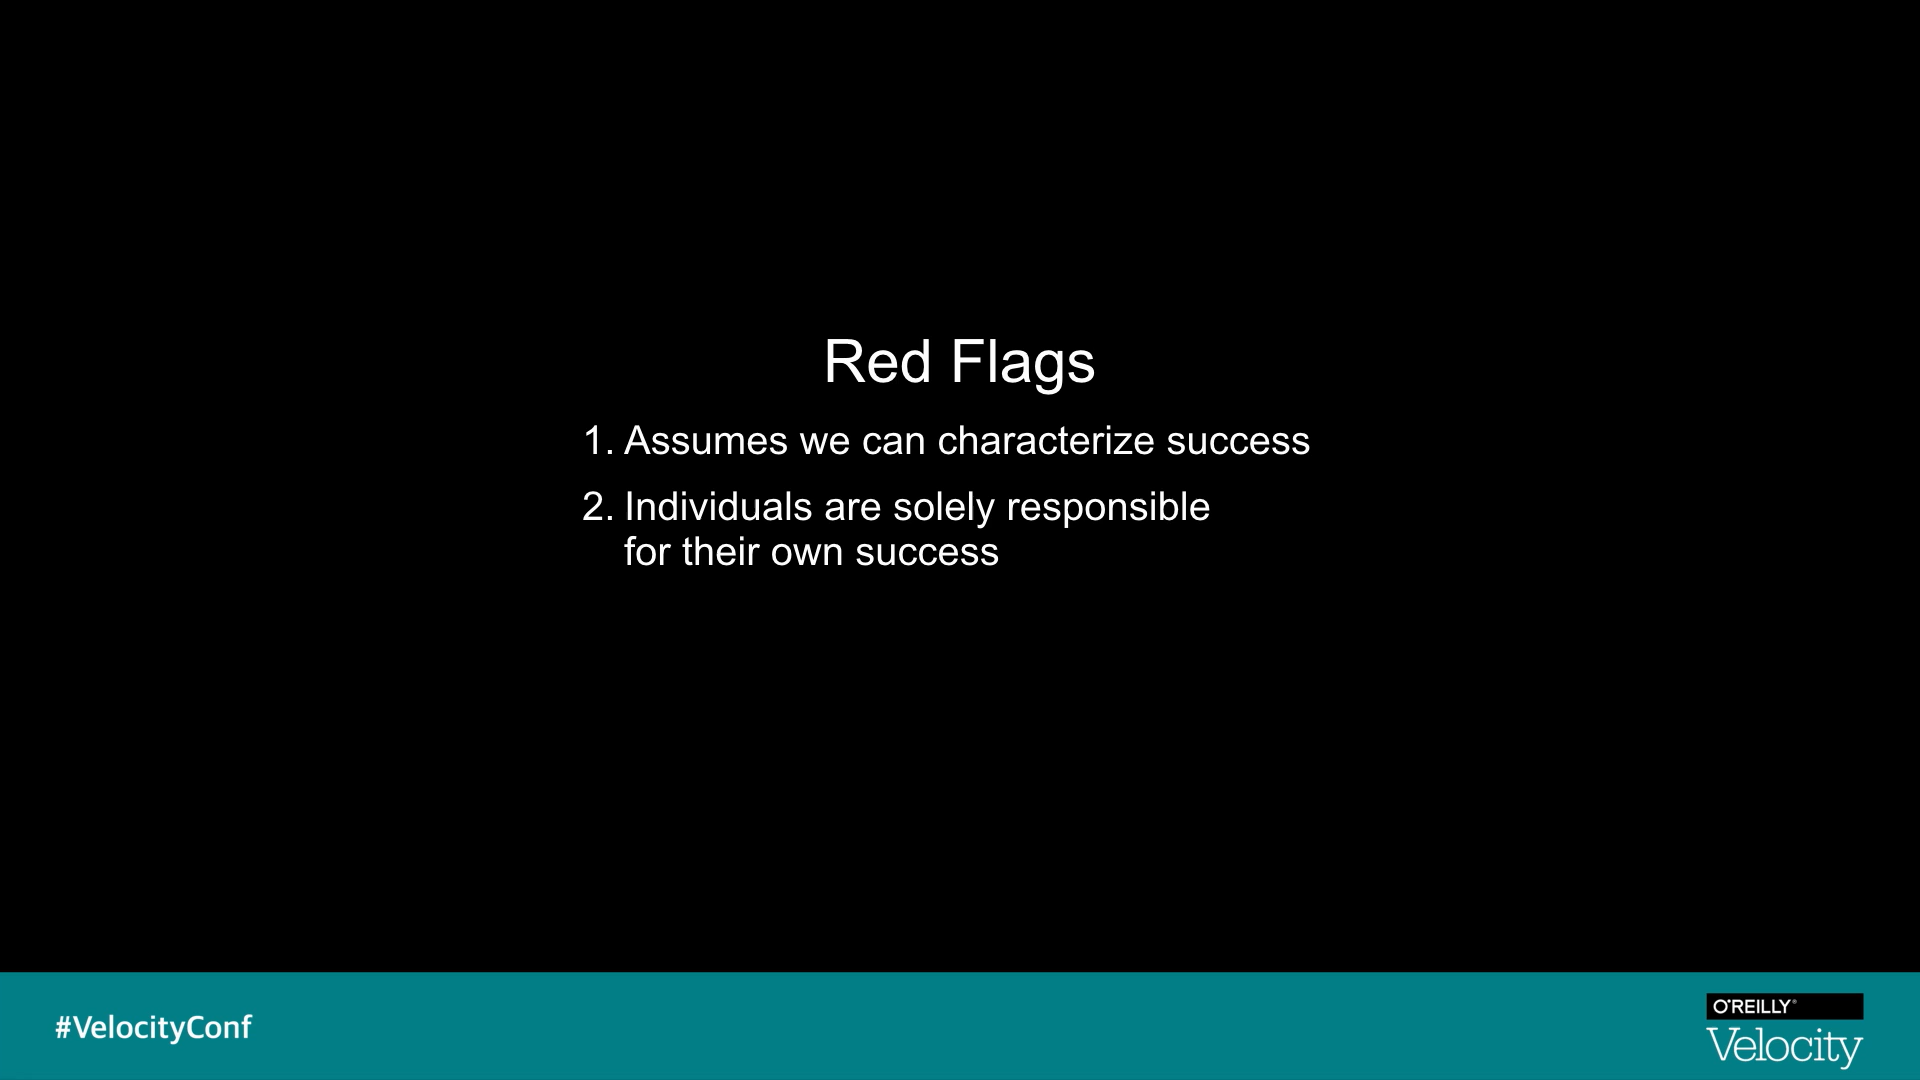 Red Flags
1. Assumes we can characterize success
2. Individuals are solely responsible
for their own success
#VelocityConf
O'REILLY®
Velocity